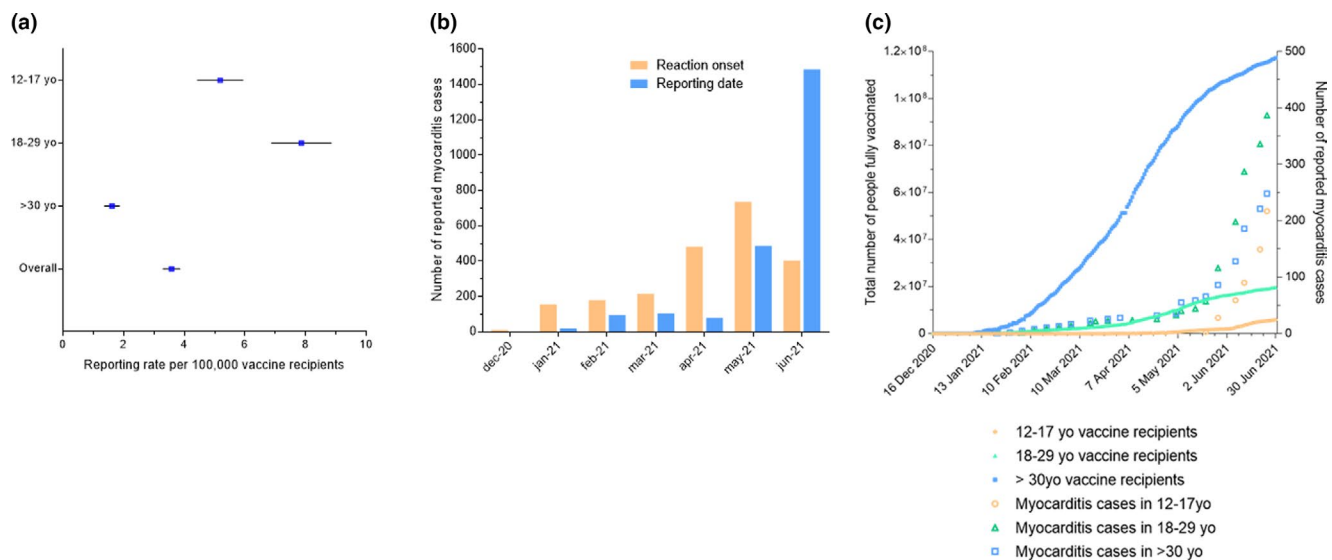 (a)
12-17 yo
18-29 yo
>30 yo
Overall
0
2
4
6
8
10
Reporting rate per 100,000 vaccine recipients
(b)
Number of reported myocarditis cases
1600
1400
1200
1000
800
600
400
200
0
Reaction onset
Reporting date
dec-20
jan-21
feb-21
mar-21
apr-21
may-21
jun-21
(c)
Total number of people fully vaccinated
1.2×10⁸
1×10⁸
8×10⁷
6×10⁷
4×10⁷
2×10⁷
0
500
400
300
200
100
0
Number of reported myocarditis cases
16 Dec 2020
13 Jan 2021
10 Feb 2021
10 Mar 2021
7 Apr 2021
5 May 2021
2 Jun 2021
30 Jun 2021
12-17 yo vaccine recipients
18-29 yo vaccine recipients
> 30yo vaccine recipients
Myocarditis cases in 12-17yo
Myocarditis cases in 18-29 yo
Myocarditis cases in >30 yo